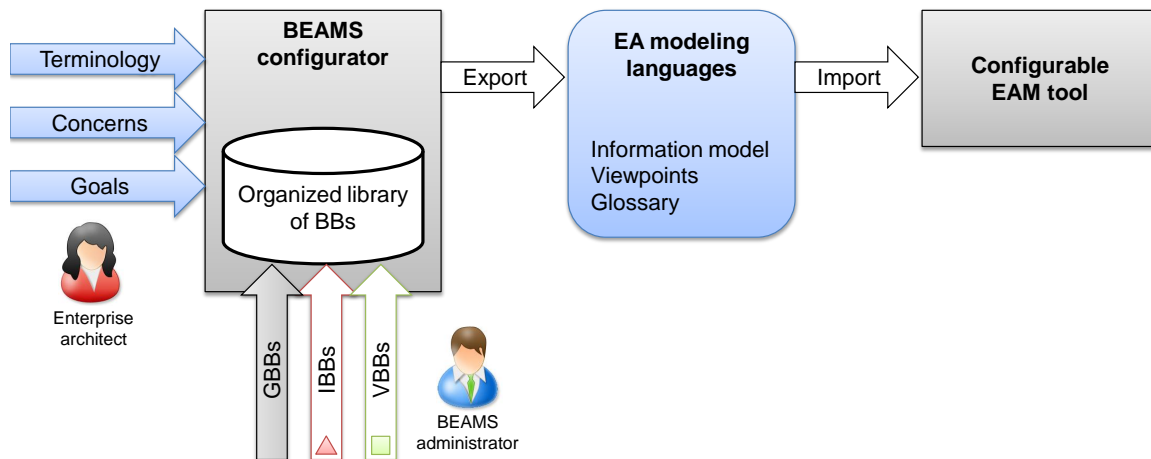 Terminology
Concerns
Goals
Enterprise
architect
BEAMS
configurator
Organized library
of BBs
GBBs
IBBs
VBBs
BEAMS
administrator
Export
EA modeling
languages
Information model
Viewpoints
Glossary
Import
Configurable
EAM tool